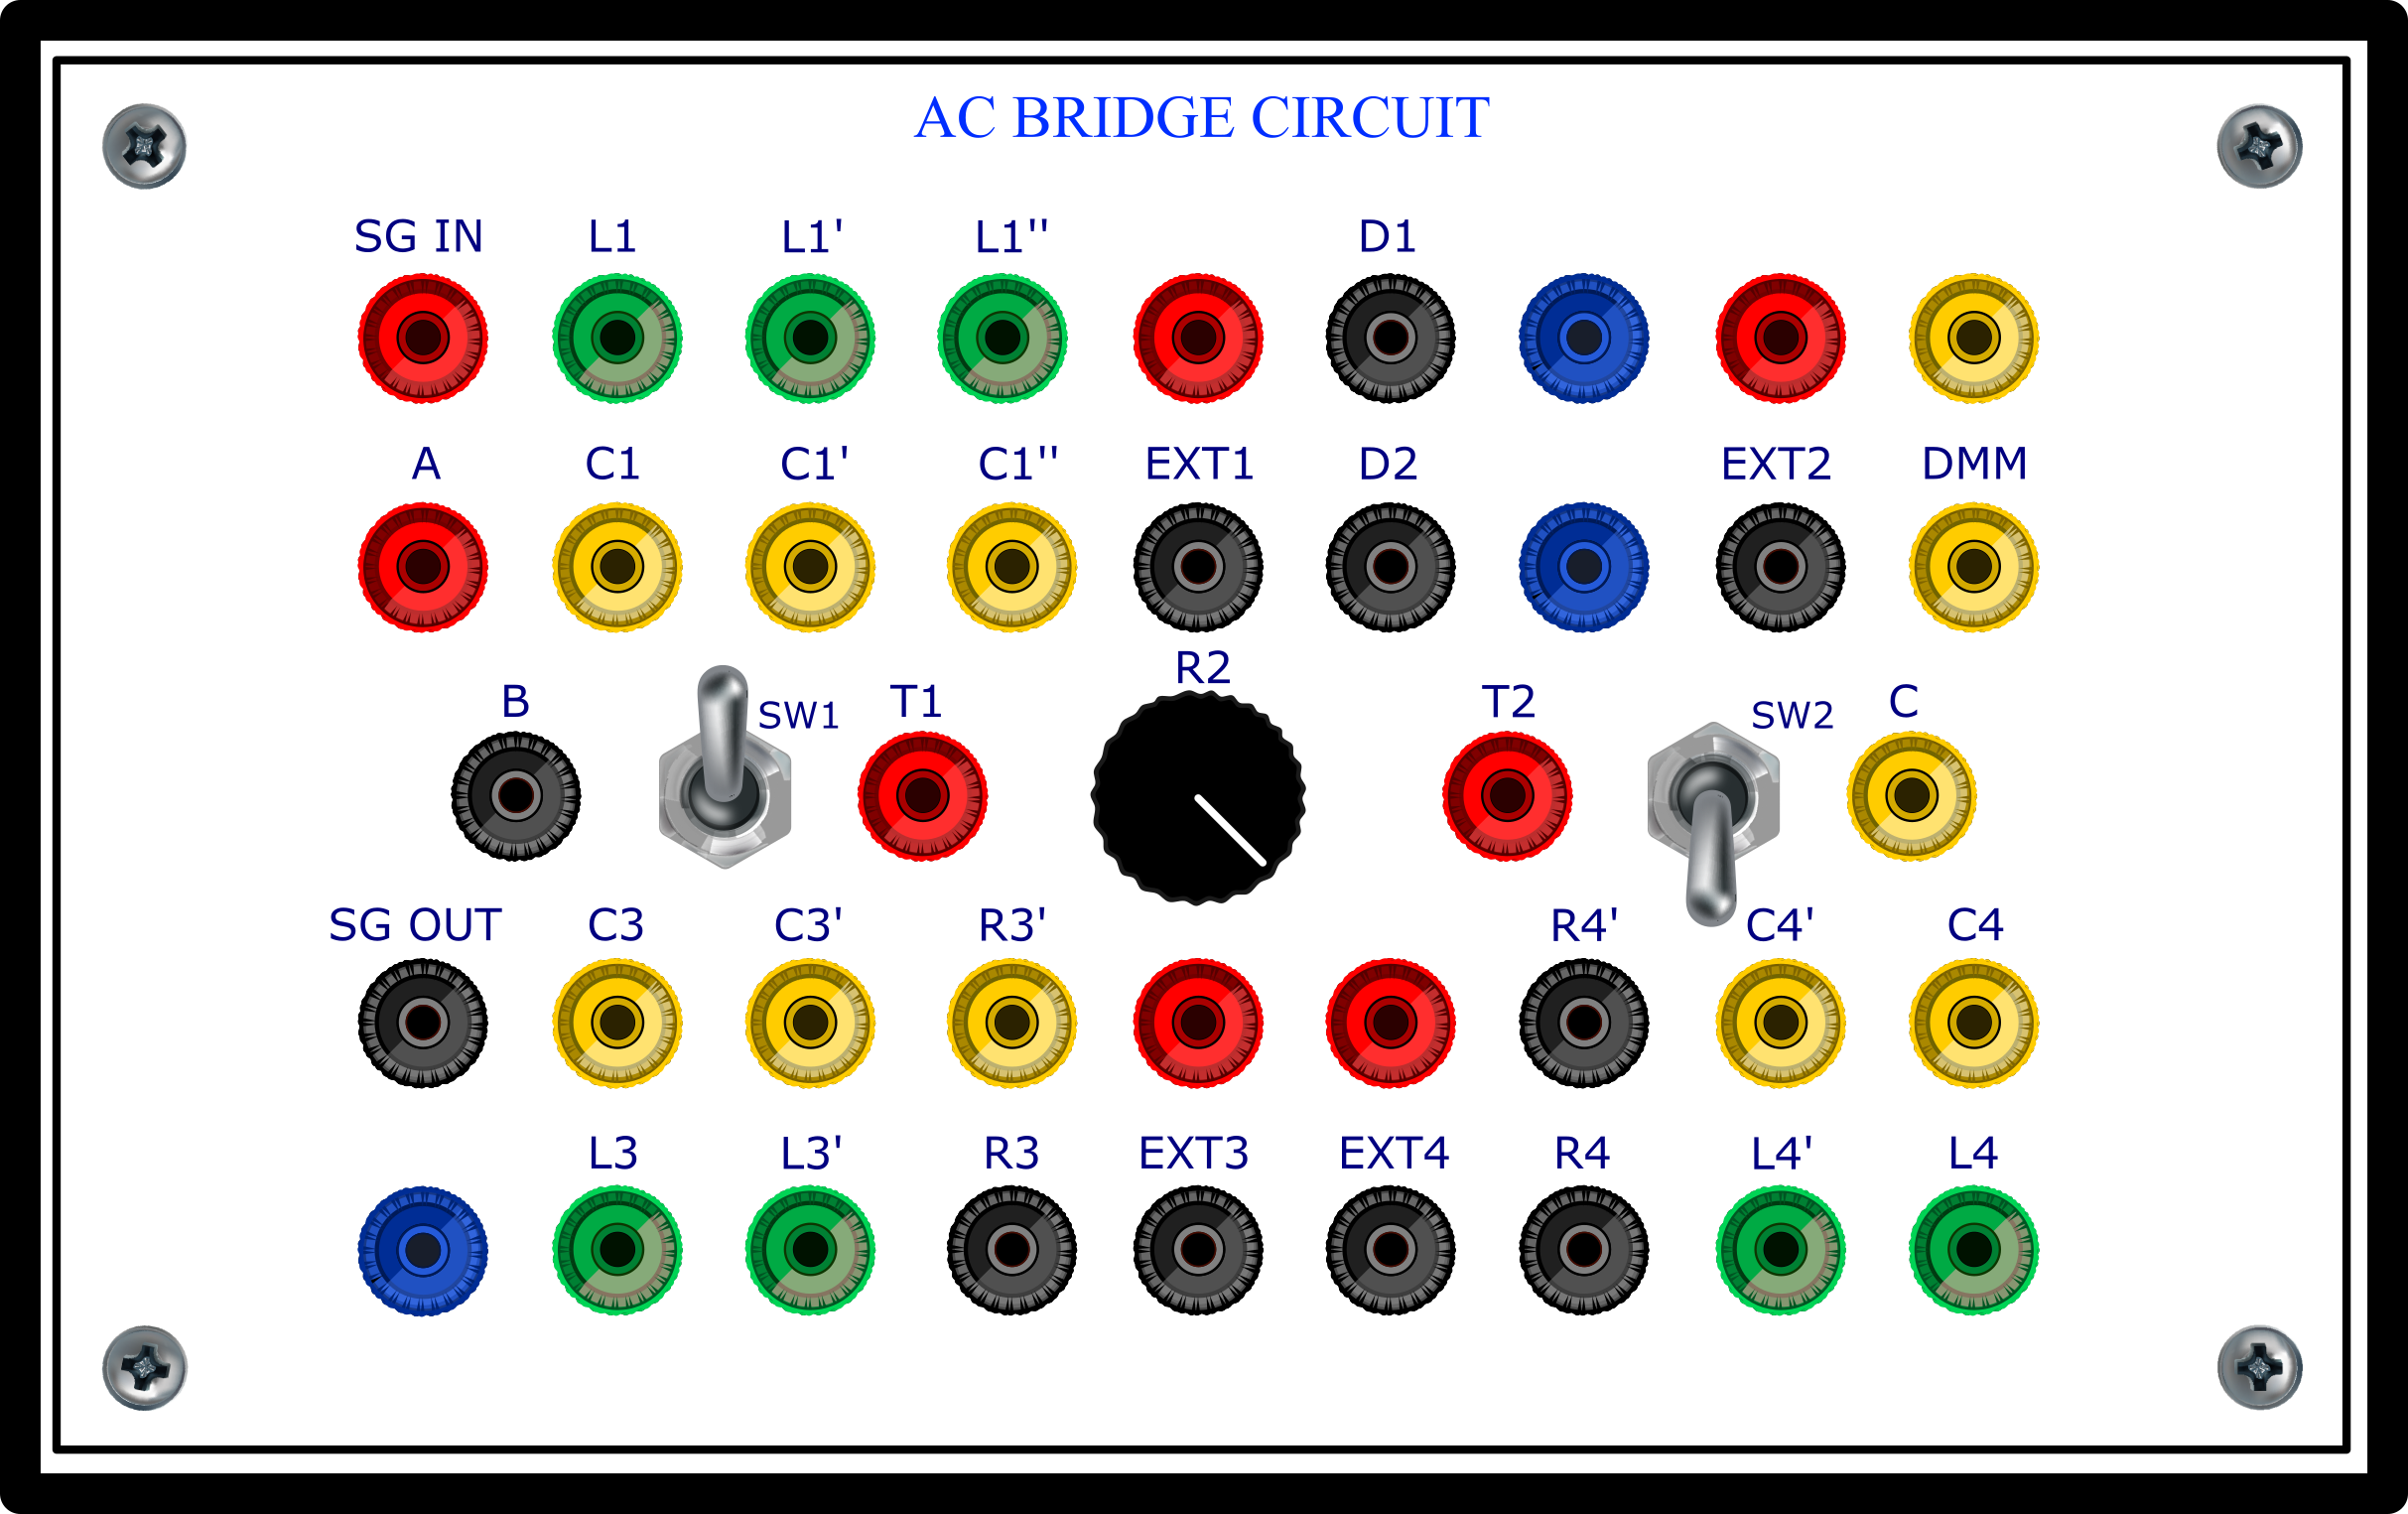 AC BRIDGE CIRCUIT
SG IN L1 L1' L1'' D1
A C1 C1' C1'' EXT1 D2 EXT2 DMM
R2
B SW1 T1 T2 SW2 C
SG OUT C3 C3' R3' R4' C4' C4
L3 L3' R3 EXT3 EXT4 R4 L4' L4